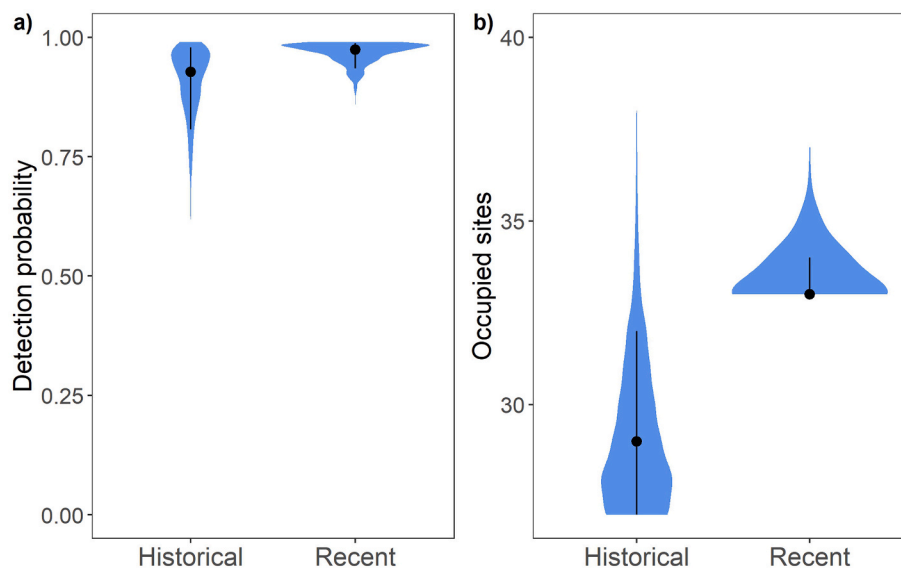 a)
Detection probability
1.00
0.75
0.50
0.25
0.00
Historical Recent
b)
Occupied sites
40
35
30
Historical Recent